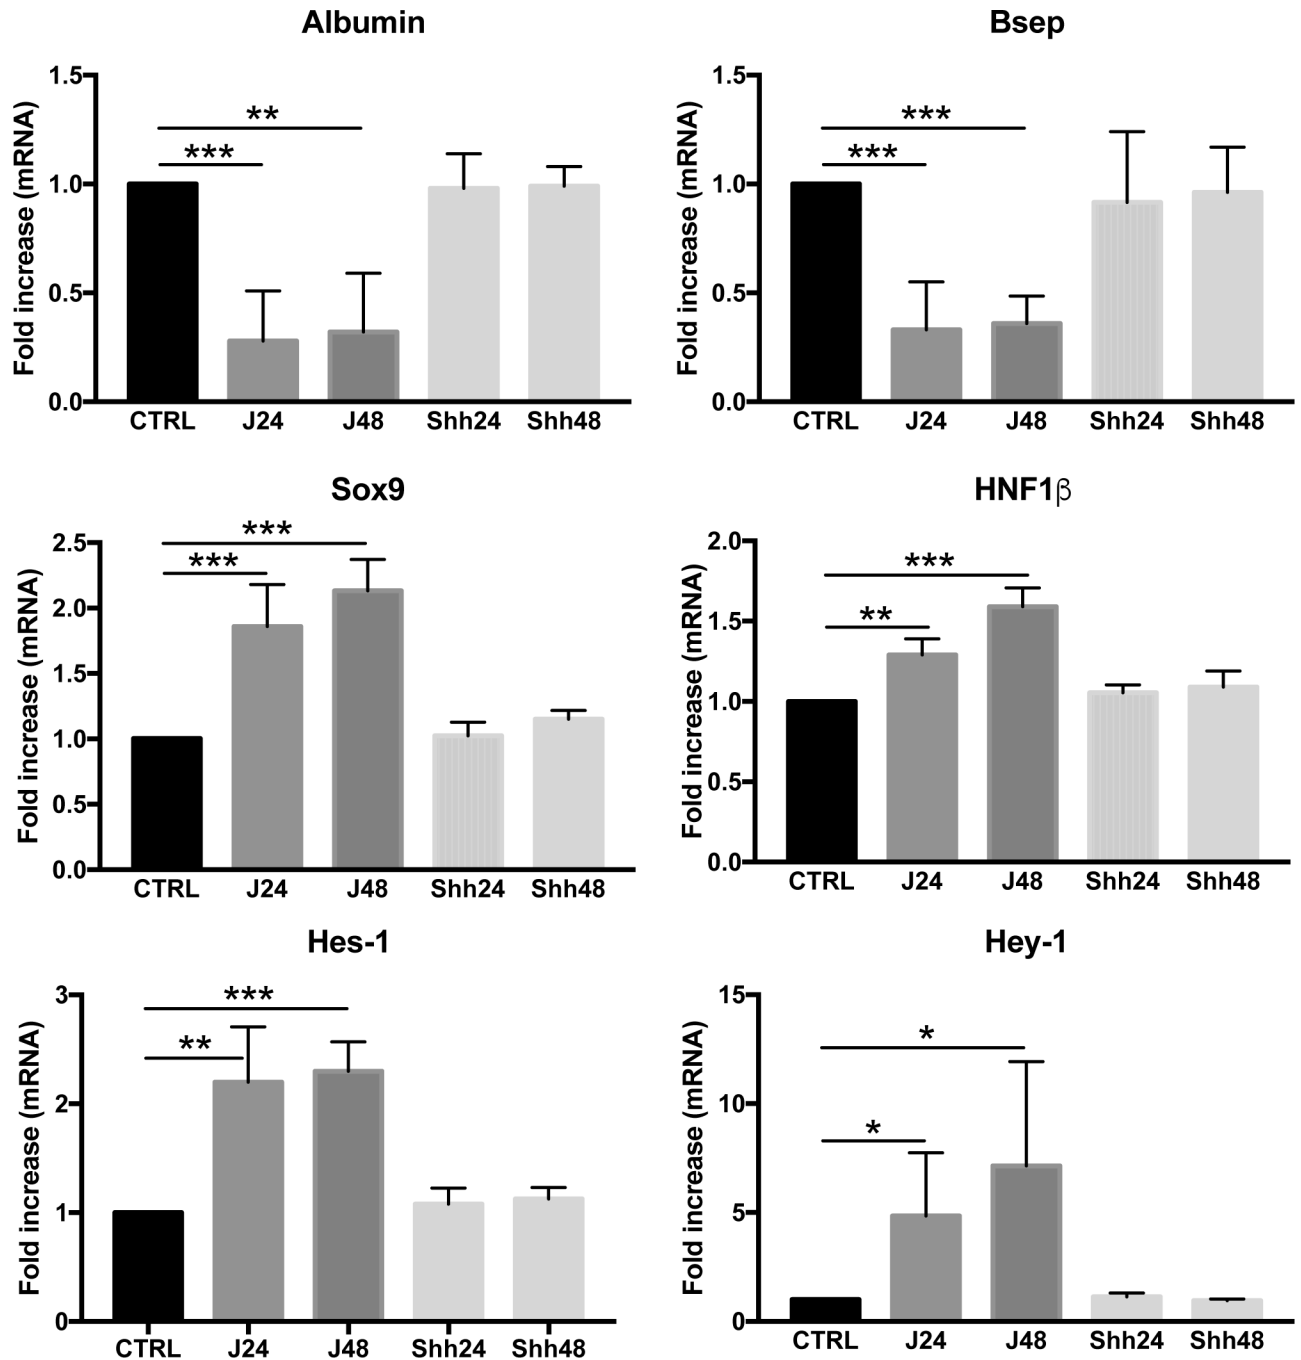 Albumin
Fold increase (mRNA)
1.5
1.0
0.5
0.0
**
***
CTRL J24 J48 Shh24 Shh48
Bsep
Fold increase (mRNA)
1.5
1.0
0.5
0.0
***
***
CTRL J24 J48 Shh24 Shh48
Sox9
Fold increase (mRNA)
2.5
2.0
1.5
1.0
0.5
0.0
***
***
CTRL J24 J48 Shh24 Shh48
HNF1β
Fold increase (mRNA)
2.0
1.5
1.0
0.5
0.0
***
**
CTRL J24 J48 Shh24 Shh48
Hes-1
Fold increase (mRNA)
3
2
1
0
***
**
CTRL J24 J48 Shh24 Shh48
Hey-1
Fold increase (mRNA)
15
10
5
0
*
*
CTRL J24 J48 Shh24 Shh48